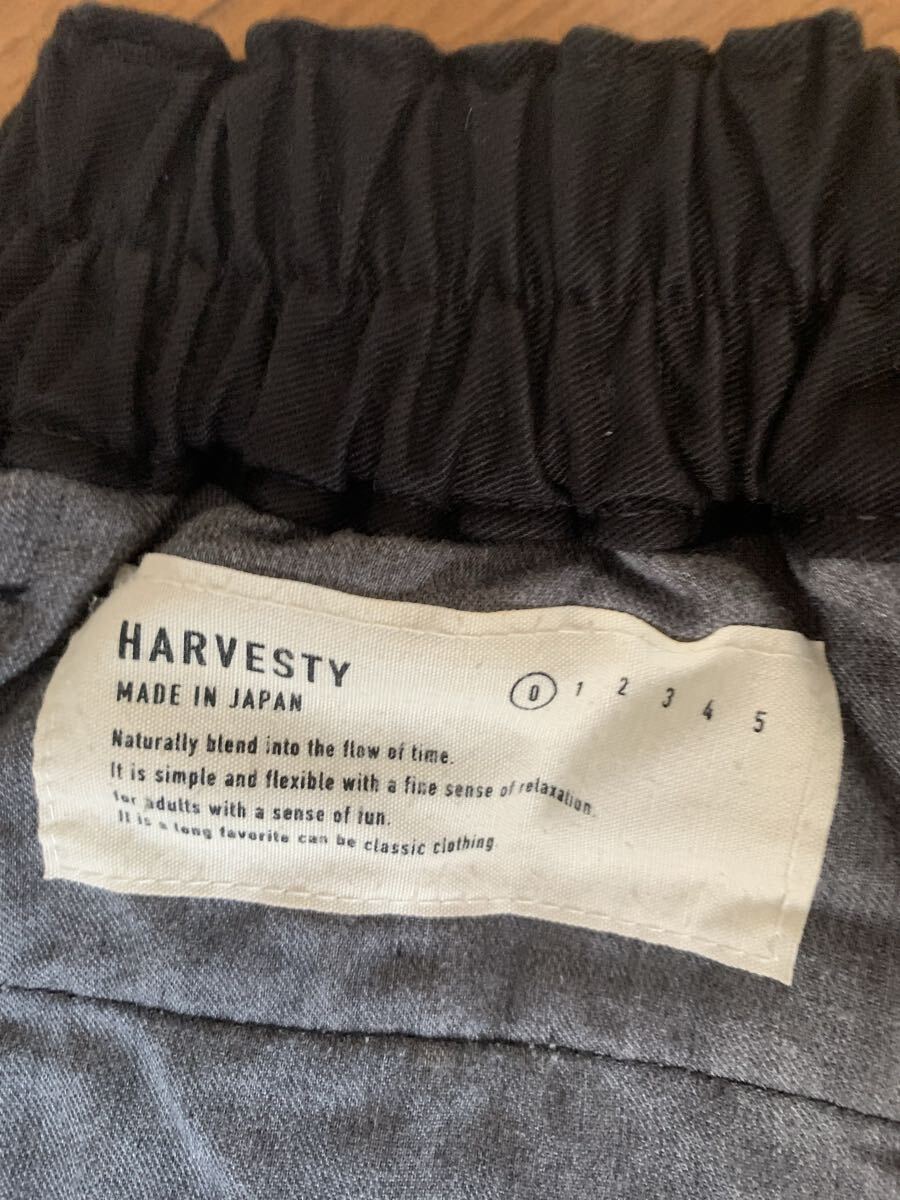 HARVESTY
MADE IN JAPAN
0 1 2 3 4 5
Naturally blend into the flow of time.
It is simple and flexible with a fine sense of relaxation
for adults with a sense of fun.
It is a long favorite can be classic clothing